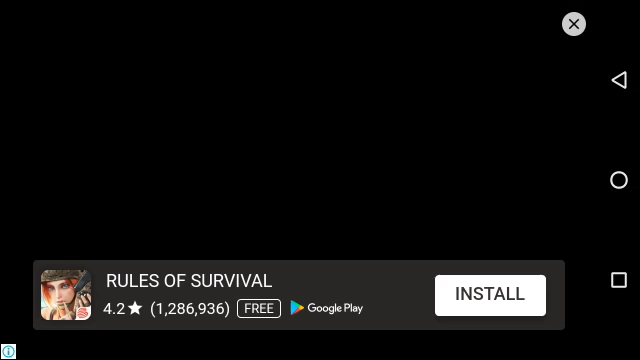 RULES OF SURVIVAL
4.2★ (1,286,936) FREE Google Play
INSTALL